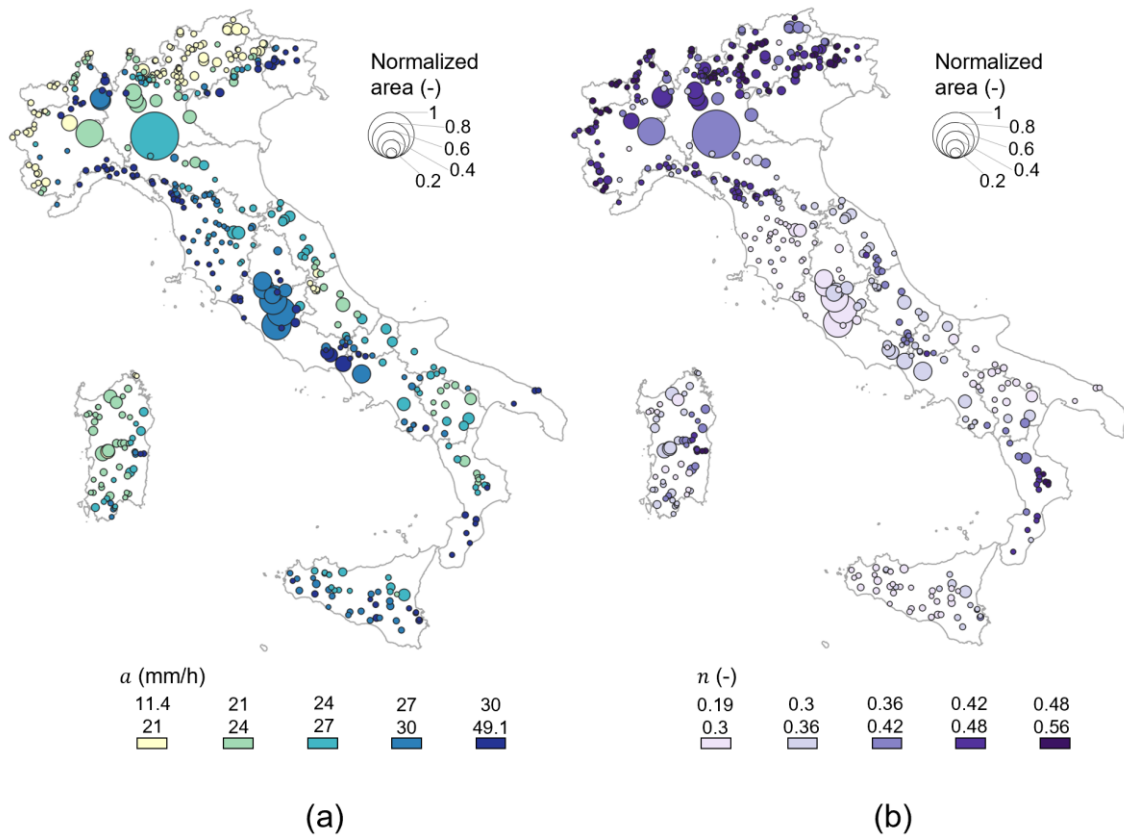 Normalized
area (-)
1
0.8
0.6
0.4
0.2
Normalized
area (-)
1
0.8
0.6
0.4
0.2
a (mm/h)
11.4 21 24 27 30
21 24 27 30 49.1
n (-)
0.19 0.3 0.36 0.42 0.48
0.3 0.36 0.42 0.48 0.56
(a) (b)